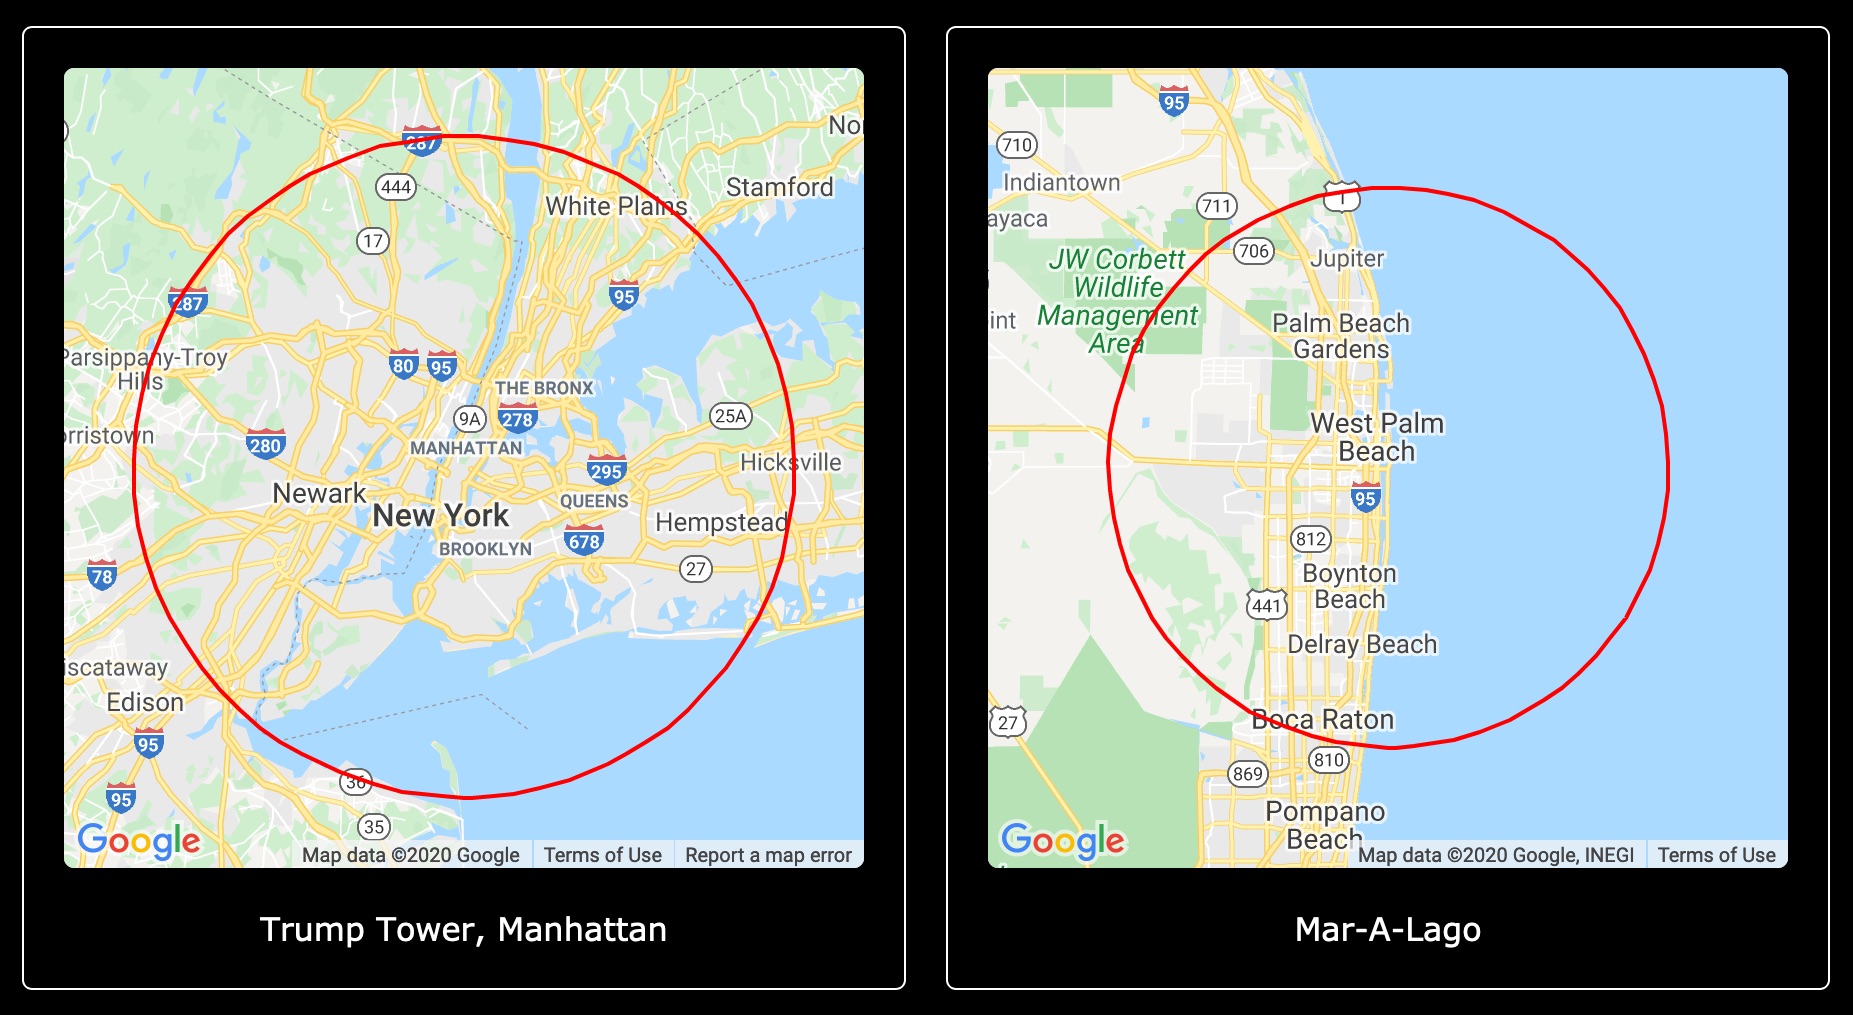 287
Nor
444
Stamford
White Plains
17
287
95
Parsippany-Troy
Hills
80
95
THE BRONX
9A
278
25A
orristown
280
MANHATTAN
295
Hicksville
Newark
QUEENS
New York
Hempstead
BROOKLYN
678
27
78
iscataway
Edison
95
36
95
35
Google
Map data ©2020 Google
Terms of Use
Report a map error
Trump Tower, Manhattan
95
710
Indiantown
1
711
ayaca
706
JW Corbett
Wildlife
Management
Area
Jupiter
int
Palm Beach
Gardens
West Palm
Beach
95
812
Boynton
Beach
441
Delray Beach
27
Boca Raton
810
869
Pompano
Beach
Google
Map data ©2020 Google, INEGI
Terms of Use
Mar-A-Lago